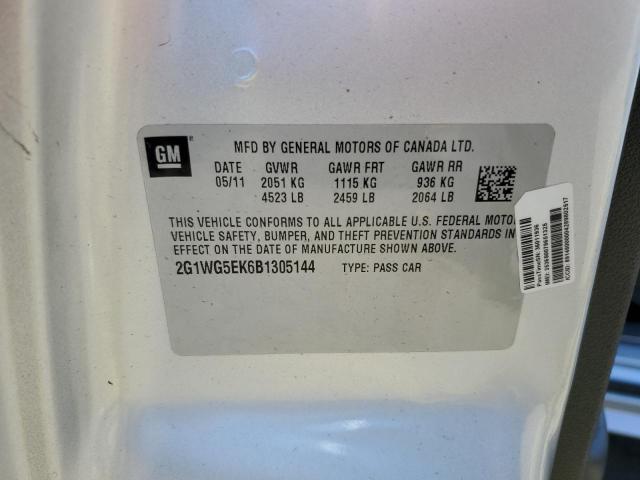 GM
MFD BY GENERAL MOTORS OF CANADA LTD.
DATE GVWR GAWR FRT GAWR RR
05/11 2051 KG 1115 KG 936 KG
4523 LB 2459 LB 2064 LB
THIS VEHICLE CONFORMS TO ALL APPLICABLE U.S. FEDERAL MOTOR
VEHICLE SAFETY, BUMPER, AND THEFT PREVENTION STANDARDS IN
EFFECT ON THE DATE OF MANUFACTURE SHOWN ABOVE.
2G1WG5EK6B1305144 TYPE: PASS CAR